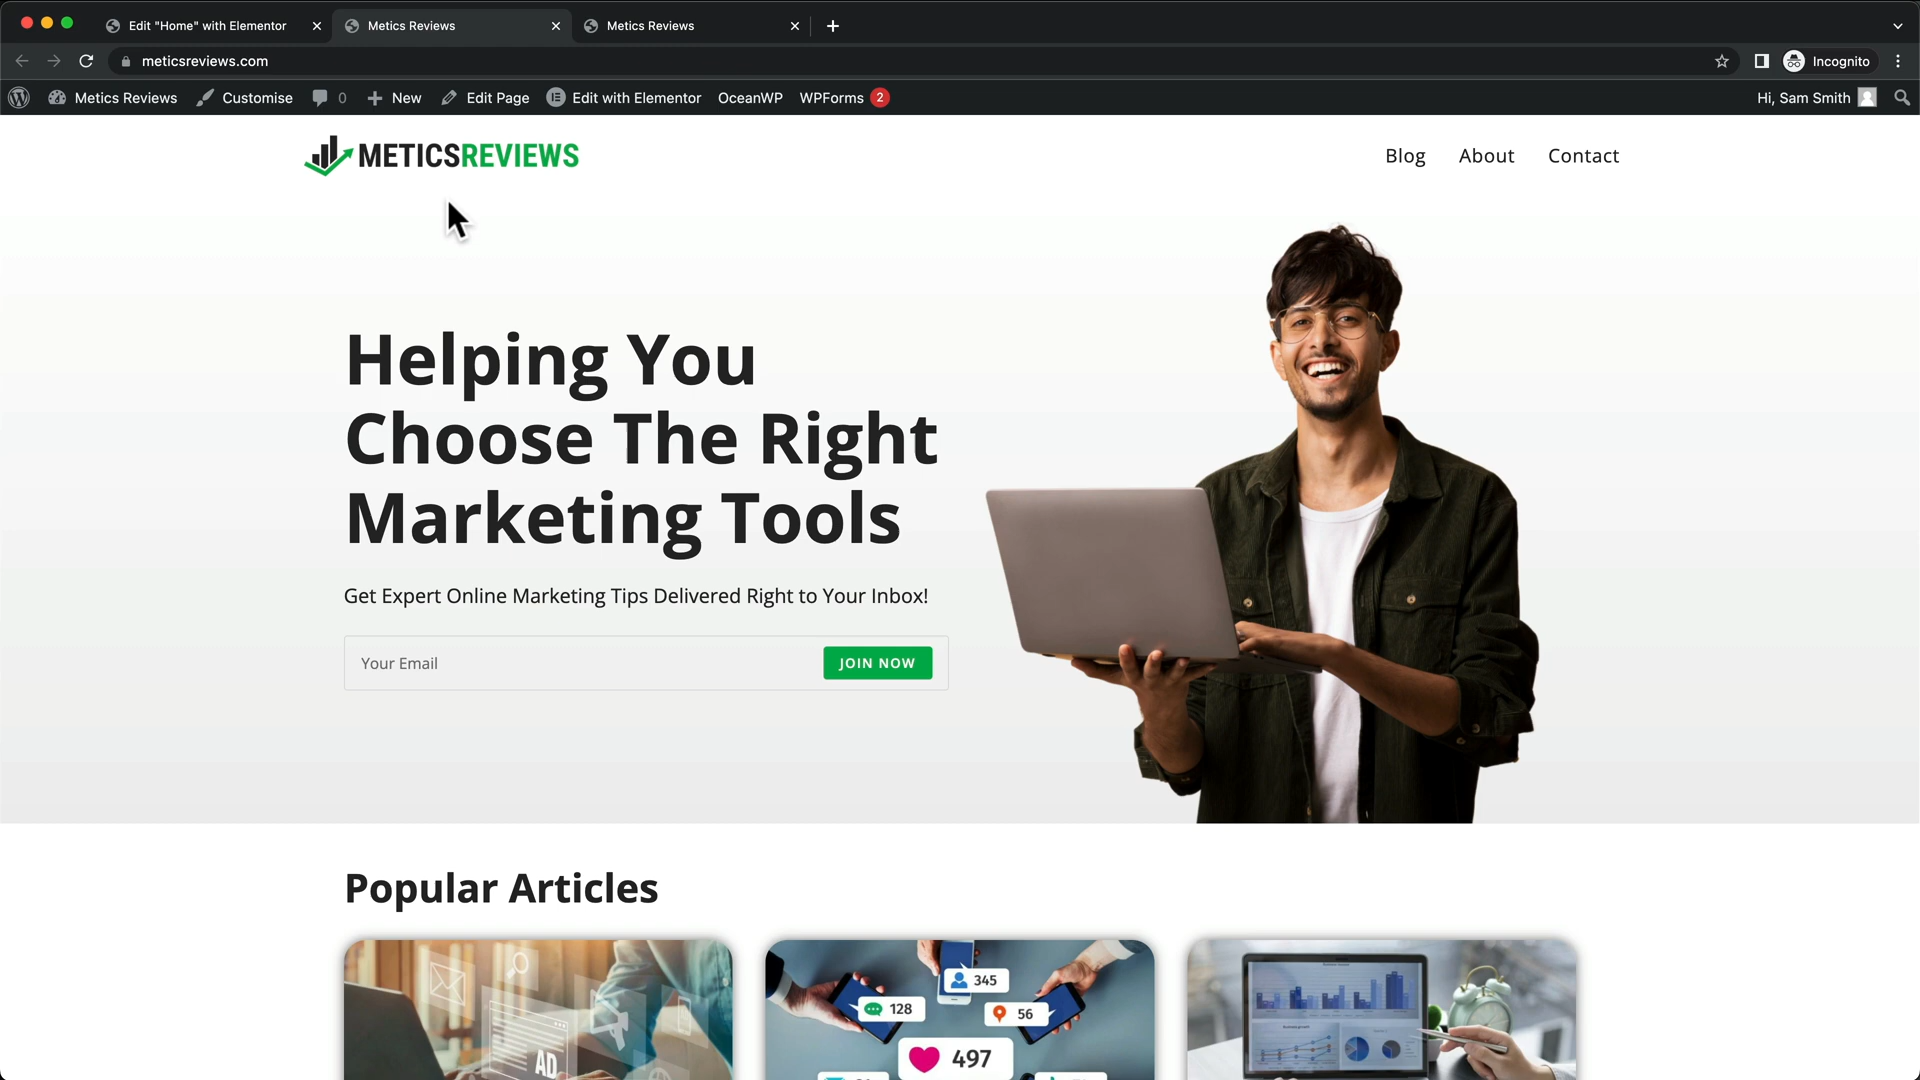 Edit "Home" with Elementor
Metics Reviews
Metics Reviews
meticsreviews.com
Incognito
Metics Reviews
Customise
0
New
Edit Page
Edit with Elementor
OceanWP
WPForms 2
Hi, Sam Smith
METICSREVIEWS
Blog
About
Contact
Helping You
Choose The Right
Marketing Tools
Get Expert Online Marketing Tips Delivered Right to Your Inbox!
Your Email
JOIN NOW
Popular Articles
AD
345
128
56
497